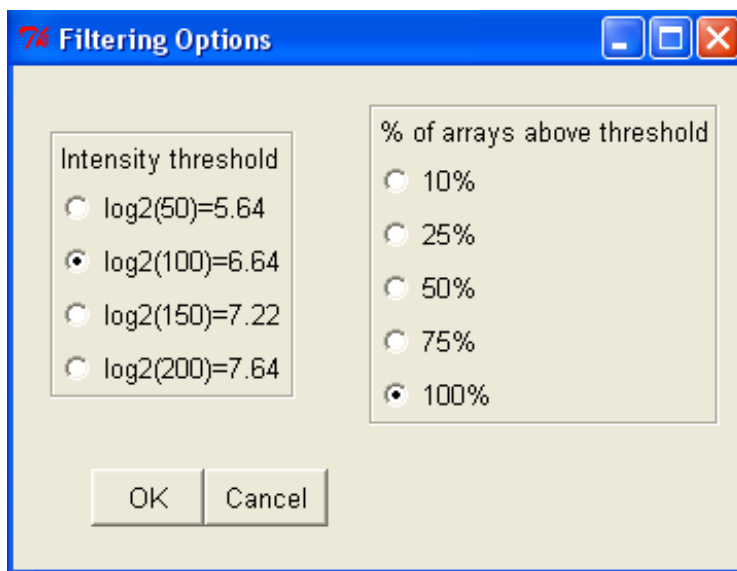 Filtering Options
Intensity threshold
log2(50)=5.64
log2(100)=6.64
log2(150)=7.22
log2(200)=7.64
% of arrays above threshold
10%
25%
50%
75%
100%
OK
Cancel